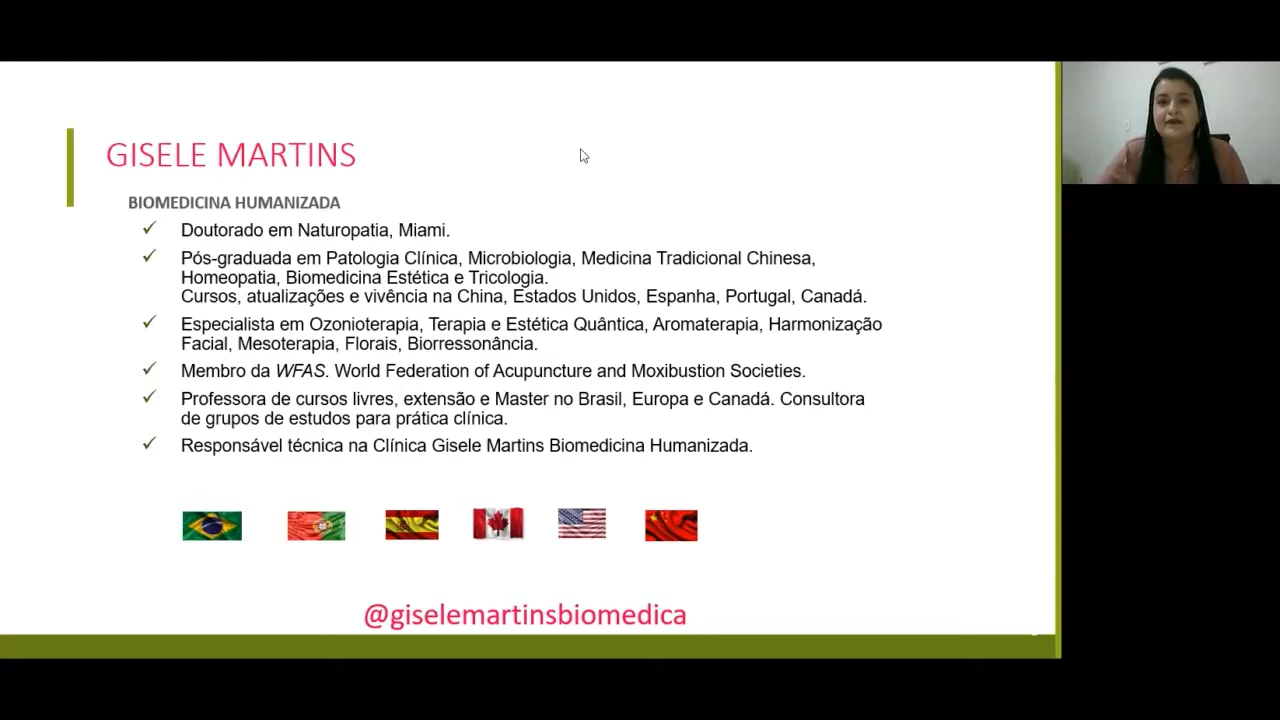 GISELE MARTINS
BIOMEDICINA HUMANIZADA
Doutorado em Naturopatia, Miami.
Pós-graduada em Patologia Clínica, Microbiologia, Medicina Tradicional Chinesa,
Homeopatia, Biomedicina Estética e Tricologia.
Cursos, atualizações e vivência na China, Estados Unidos, Espanha, Portugal, Canadá.
Especialista em Ozonioterapia, Terapia e Estética Quântica, Aromaterapia, Harmonização
Facial, Mesoterapia, Florais, Biorressonância.
Membro da WFAS. World Federation of Acupuncture and Moxibustion Societies.
Professora de cursos livres, extensão e Master no Brasil, Europa e Canadá. Consultora
de grupos de estudos para prática clínica.
Responsável técnica na Clínica Gisele Martins Biomedicina Humanizada.
@giselemartinsbiomedica